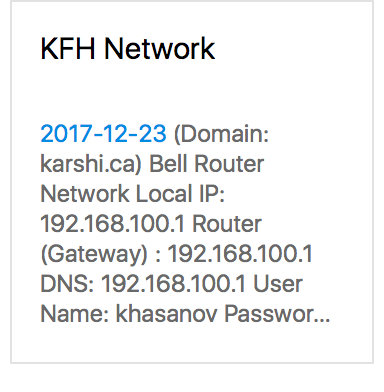 KFH Network
2017-12-23 (Domain:
karshi.ca) Bell Router
Network Local IP:
192.168.100.1 Router
(Gateway) : 192.168.100.1
DNS: 192.168.100.1 User
Name: khasanov Passwor...